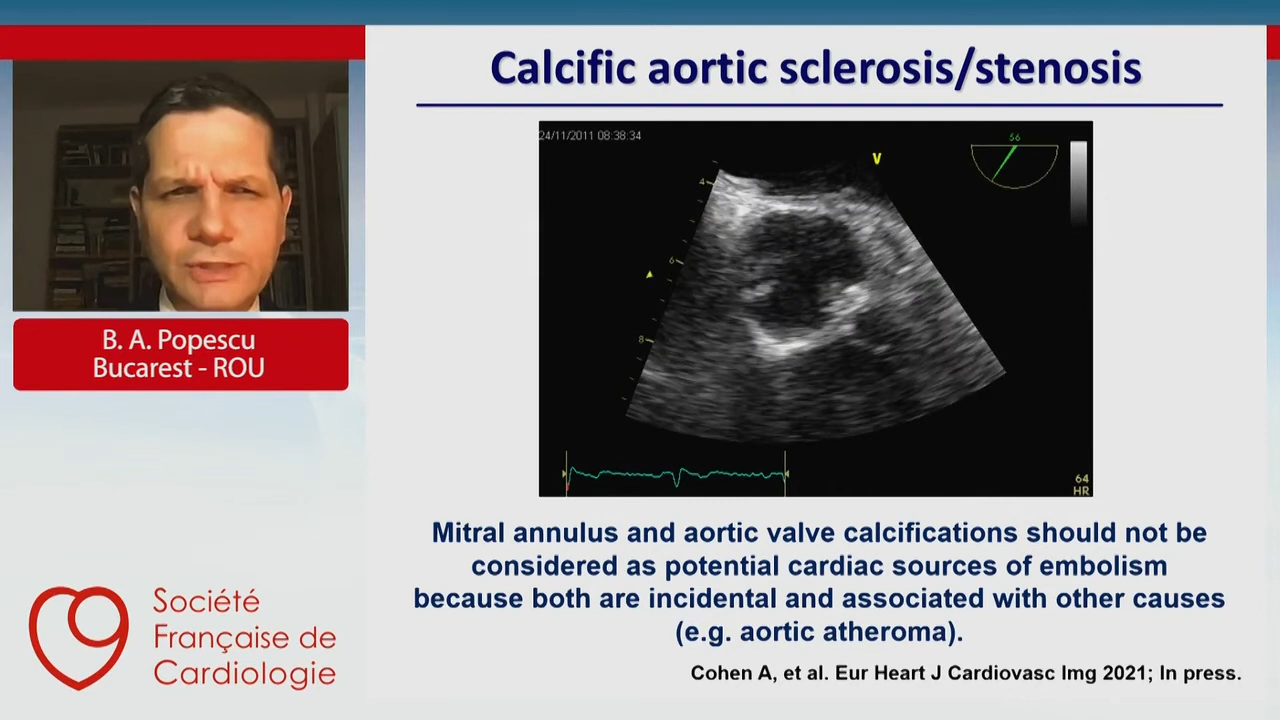 Calcific aortic sclerosis/stenosis
24/11/2011 08:38:34
56
V
4
6
8
64
HR
B. A. Popescu
Bucarest - ROU
Mitral annulus and aortic valve calcifications should not be
considered as potential cardiac sources of embolism
because both are incidental and associated with other causes
(e.g. aortic atheroma).
Cohen A, et al. Eur Heart J Cardiovasc Img 2021; In press.
Société
Française de
Cardiologie